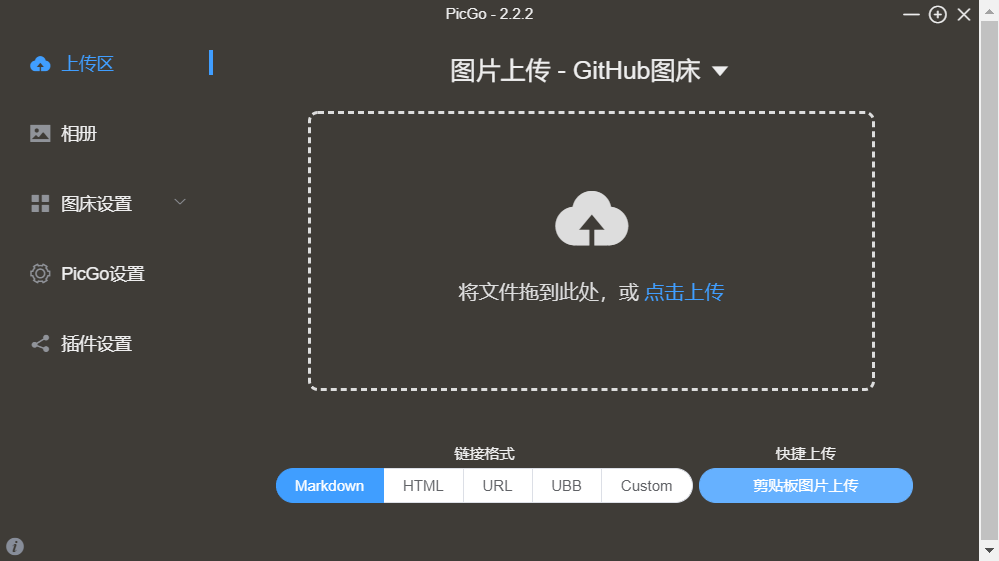 PicGo - 2.2.2
上传区
相册
图床设置
PicGo设置
插件设置
图片上传 - GitHub图床
将文件拖到此处，或 点击上传
链接格式
Markdown HTML URL UBB Custom
快捷上传
剪贴板图片上传
i